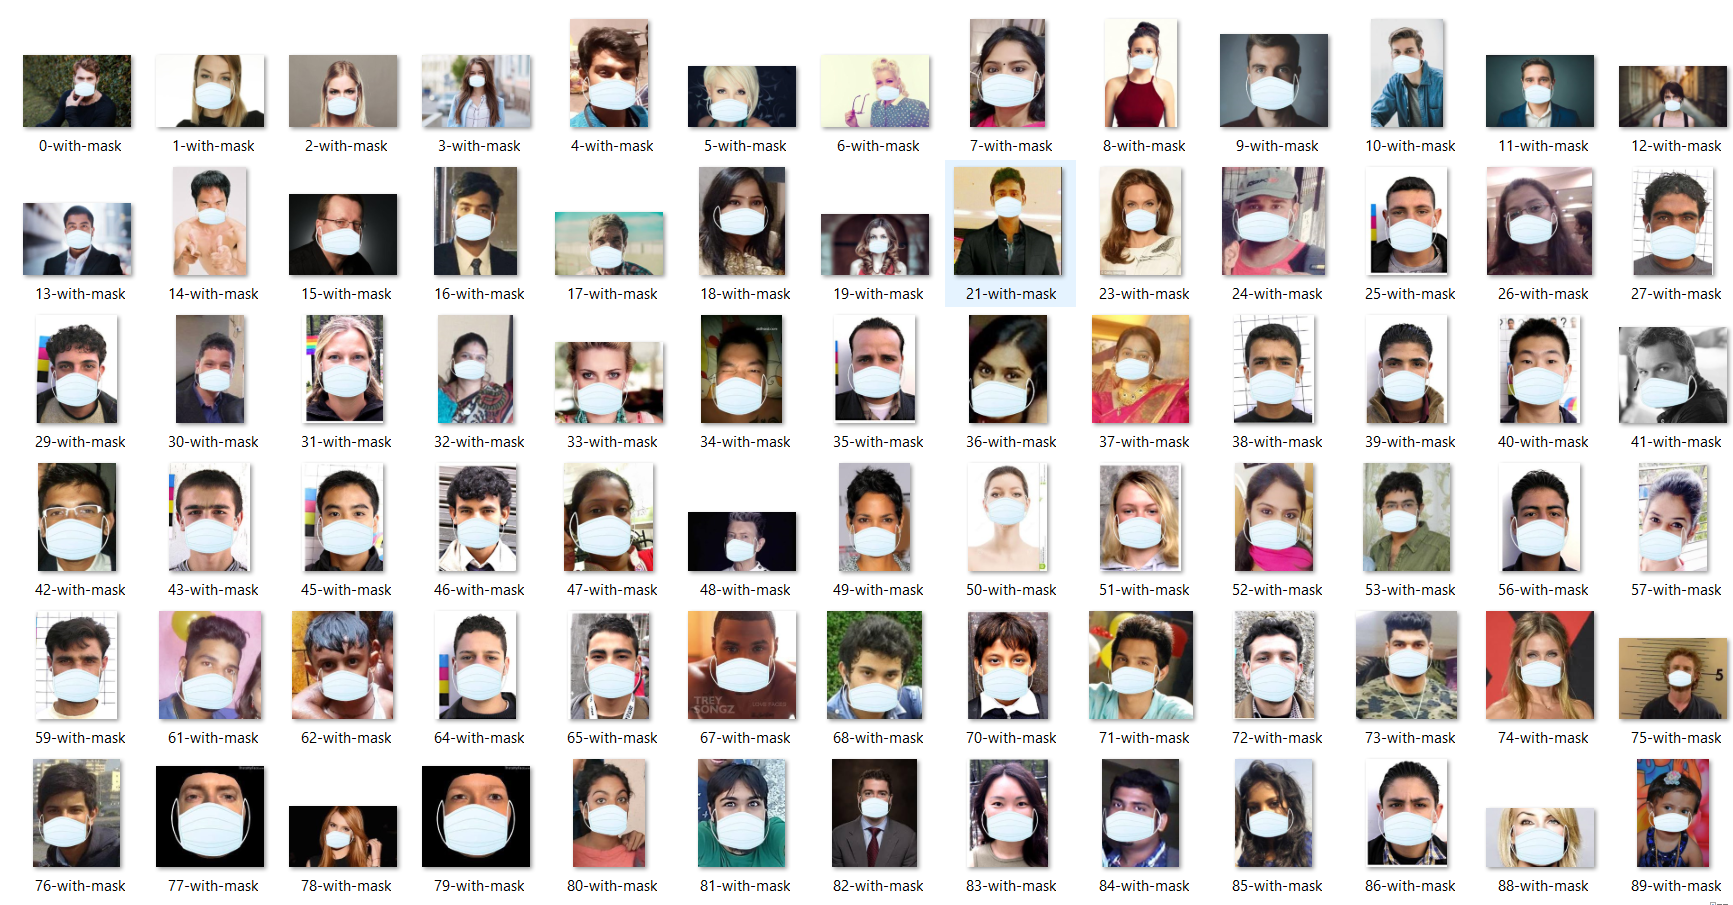 0-with-mask 1-with-mask 2-with-mask 3-with-mask 4-with-mask 5-with-mask 6-with-mask 7-with-mask 8-with-mask 9-with-mask 10-with-mask 11-with-mask 12-with-mask
13-with-mask 14-with-mask 15-with-mask 16-with-mask 17-with-mask 18-with-mask 19-with-mask 21-with-mask 23-with-mask 24-with-mask 25-with-mask 26-with-mask 27-with-mask
29-with-mask 30-with-mask 31-with-mask 32-with-mask 33-with-mask 34-with-mask 35-with-mask 36-with-mask 37-with-mask 38-with-mask 39-with-mask 40-with-mask 41-with-mask
42-with-mask 43-with-mask 45-with-mask 46-with-mask 47-with-mask 48-with-mask 49-with-mask 50-with-mask 51-with-mask 52-with-mask 53-with-mask 56-with-mask 57-with-mask
TREY
SONGZ
5
59-with-mask 61-with-mask 62-with-mask 64-with-mask 65-with-mask 67-with-mask 68-with-mask 70-with-mask 71-with-mask 72-with-mask 73-with-mask 74-with-mask 75-with-mask
76-with-mask 77-with-mask 78-with-mask 79-with-mask 80-with-mask 81-with-mask 82-with-mask 83-with-mask 84-with-mask 85-with-mask 86-with-mask 88-with-mask 89-with-mask